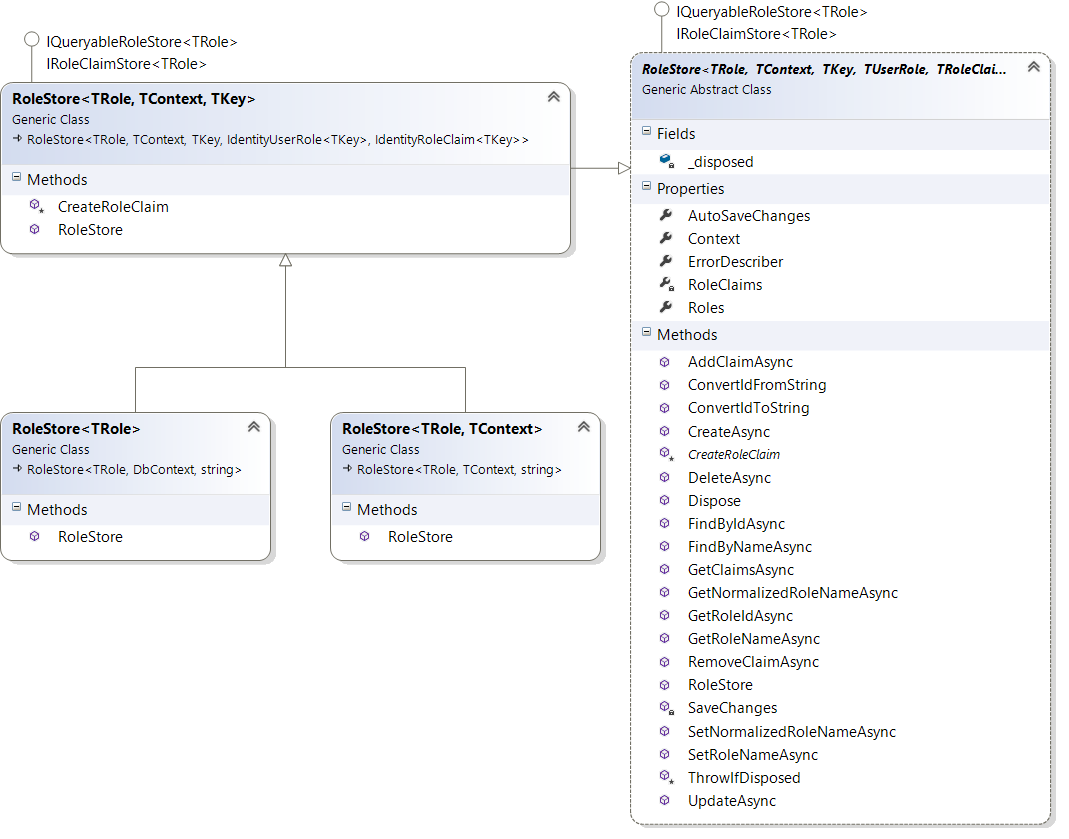 IQueryableRoleStore<TRole>
IRoleClaimStore<TRole>
RoleStore<TRole, TContext, TKey>
Generic Class
RoleStore<TRole, TContext, TKey, IdentityUserRole<TKey>, IdentityRoleClaim<TKey>>
Methods
CreateRoleClaim
RoleStore
RoleStore<TRole>
Generic Class
RoleStore<TRole, DbContext, string>
Methods
RoleStore
RoleStore<TRole, TContext>
Generic Class
RoleStore<TRole, TContext, string>
Methods
RoleStore
IQueryableRoleStore<TRole>
IRoleClaimStore<TRole>
RoleStore<TRole, TContext, TKey, TUserRole, TRoleClai...
Generic Abstract Class
Fields
_disposed
Properties
AutoSaveChanges
Context
ErrorDescriber
RoleClaims
Roles
Methods
AddClaimAsync
ConvertIdFromString
ConvertIdToString
CreateAsync
CreateRoleClaim
DeleteAsync
Dispose
FindByIdAsync
FindByNameAsync
GetClaimsAsync
GetNormalizedRoleNameAsync
GetRoleIdAsync
GetRoleNameAsync
RemoveClaimAsync
RoleStore
SaveChanges
SetNormalizedRoleNameAsync
SetRoleNameAsync
ThrowIfDisposed
UpdateAsync